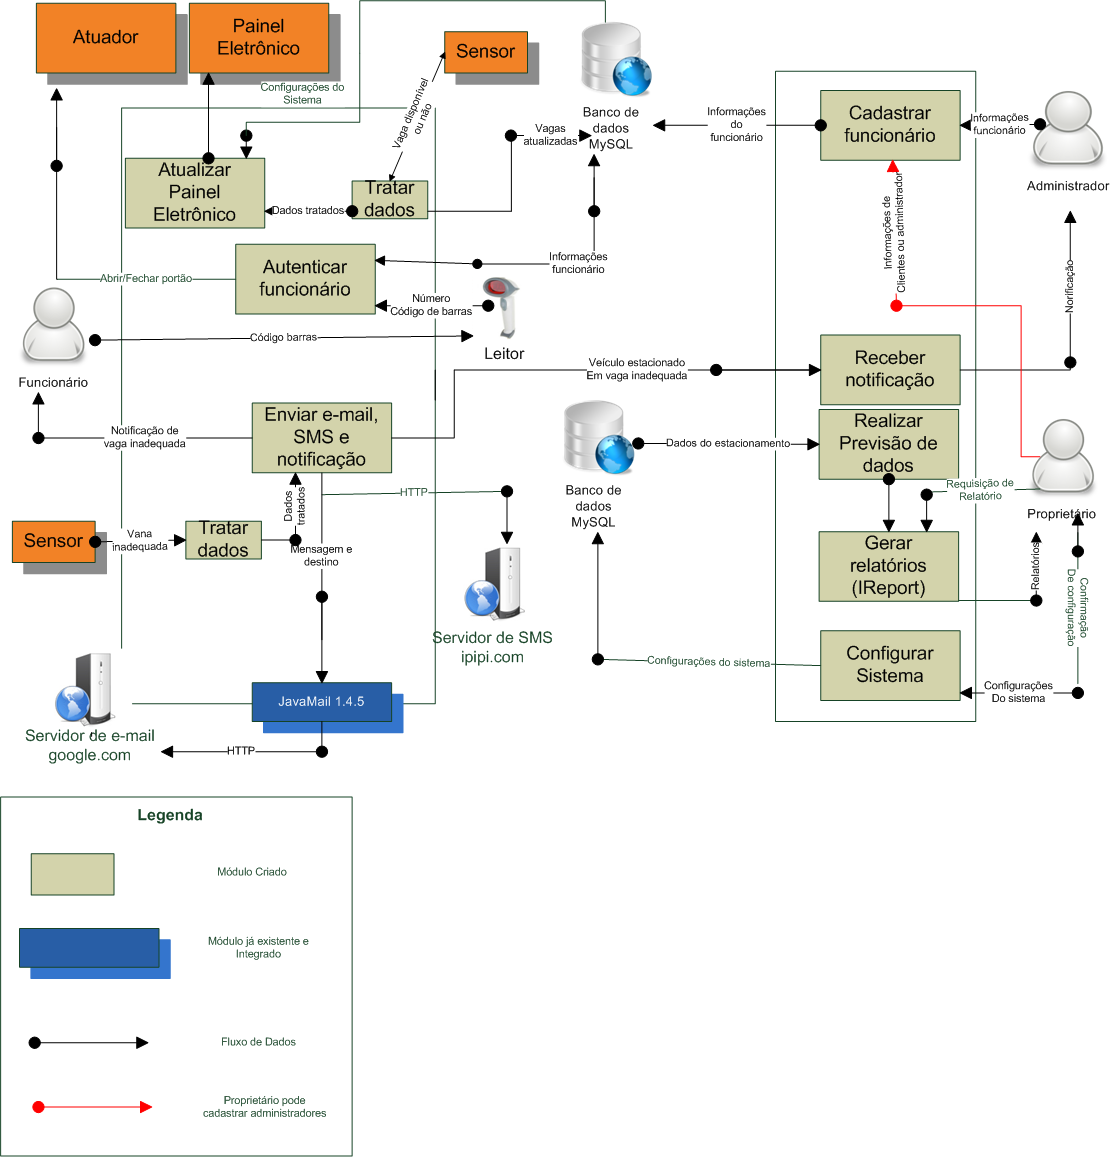 Atuador
Painel
Eletrônico
Sensor
Configurações do
Sistema
Vaga disponível
ou não
Banco de
dados
MySQL
Vagas
atualizadas
Informações
do
funcionário
Cadastrar
funcionário
Informações
funcionário
Administrador
Atualizar
Painel
Eletrônico
Dados tratados
Tratar
dados
Informações de
Clientes ou administrador
Autenticar
funcionário
Informações
funcionário
Abrir/Fechar portão
Número
Código de barras
Norificação
Código barras
Leitor
Funcionário
Veículo estacionado
Em vaga inadequada
Receber
notificação
Enviar e-mail,
SMS e
notificação
Notificação de
vaga inadequada
Realizar
Previsão de
dados
Dados do estacionamento
Banco de
dados
MySQL
HTTP
Dados
tratados
Requisição de
Relatório
Proprietário
Sensor
Vana
inadequada
Tratar
dados
Mensagem e
destino
Gerar
relatórios
(IReport)
Relatórios
Confirmação
De configuração
Servidor de SMS
ipipi.com
Configurações do sistema
Configurar
Sistema
Configurações
Do sistema
JavaMail 1.4.5
Servidor de e-mail
google.com
HTTP
Legenda
Módulo Criado
Módulo já existente e
Integrado
Fluxo de Dados
Proprietário pode
cadastrar administradores